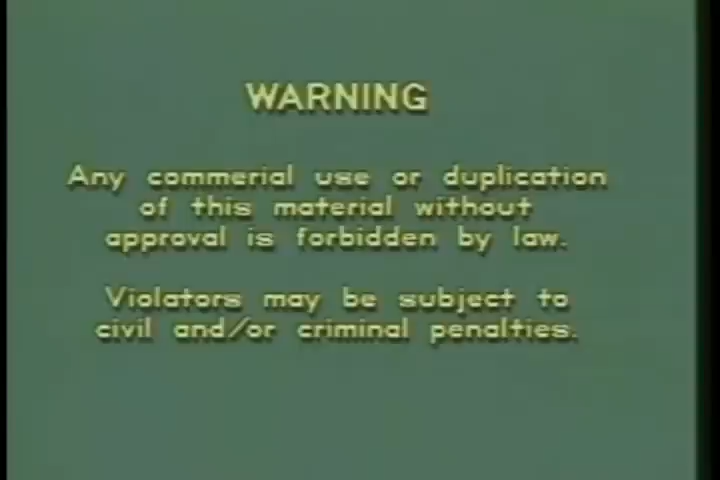 WARNING
Any commerial use or duplication
of this material without
approval is forbidden by law.
Violators may be subject to
civil and/or criminal penalties.